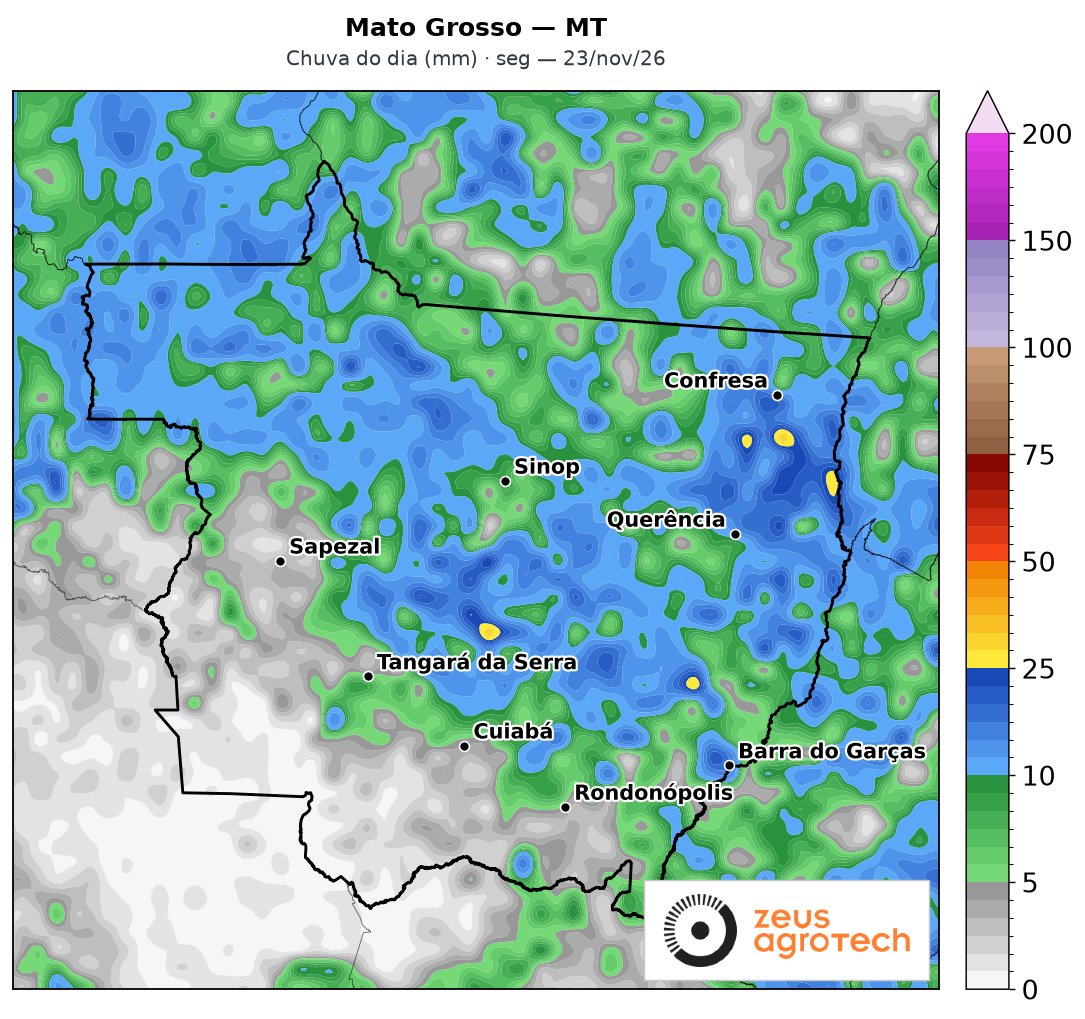 Mato Grosso — MT
Chuva do dia (mm) · seg — 23/nov/26
200
150
100
75
50
25
10
5
0
Confresa
Sinop
Querência
Sapezal
Tangará da Serra
Cuiabá
Barra do Garças
Rondonópolis
zeus
agrotech